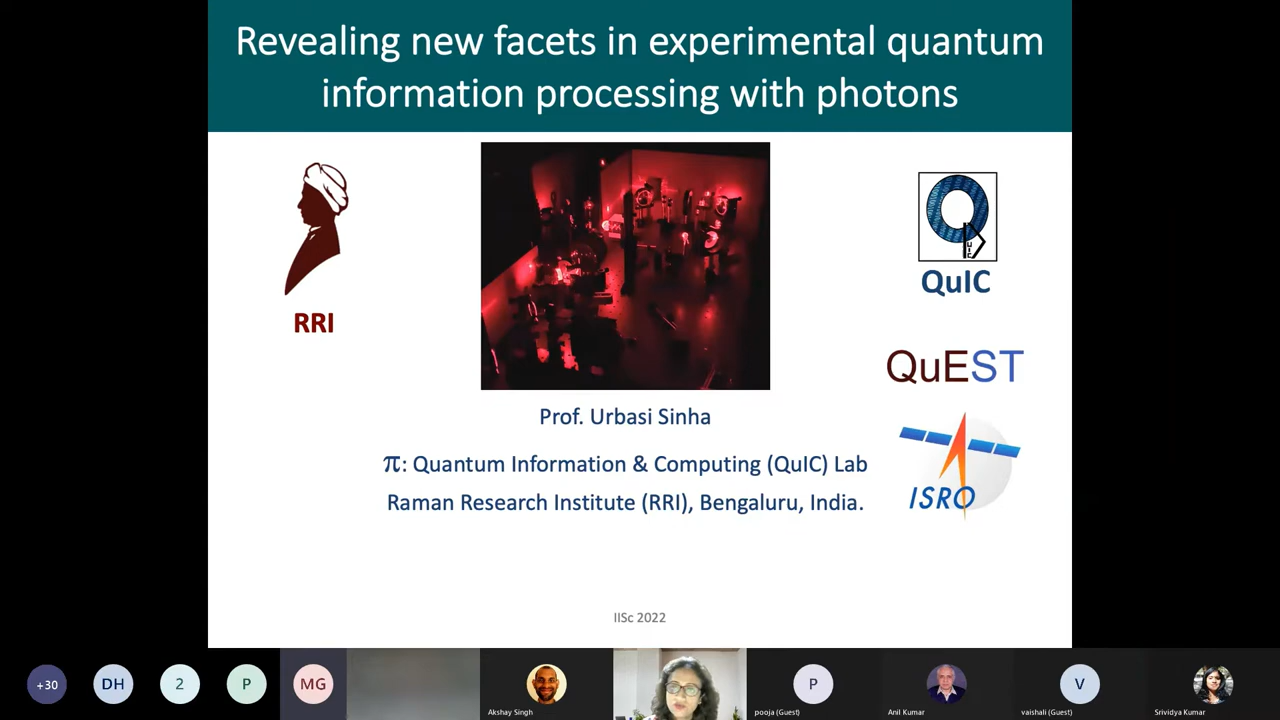 Revealing new facets in experimental quantum
information processing with photons
RRI
QuIC
QuIC
QuEST
ISRO
Prof. Urbasi Sinha
π: Quantum Information & Computing (QuIC) Lab
Raman Research Institute (RRI), Bengaluru, India.
IISc 2022
+30
DH
2
P
MG
Akshay Singh
P
pooja (Guest)
Anil Kumar
V
vaishali (Guest)
Srividya Kumar